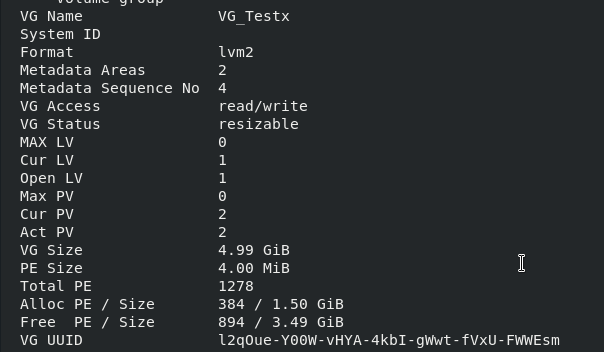 Volume group
VG Name VG_Testx
System ID
Format lvm2
Metadata Areas 2
Metadata Sequence No 4
VG Access read/write
VG Status resizable
MAX LV 0
Cur LV 1
Open LV 1
Max PV 0
Cur PV 2
Act PV 2
VG Size 4.99 GiB
PE Size 4.00 MiB
Total PE 1278
Alloc PE / Size 384 / 1.50 GiB
Free  PE / Size 894 / 3.49 GiB
VG UUID l2qOue-Y00W-vHYA-4kbI-gWwt-fVxU-FWWEsm